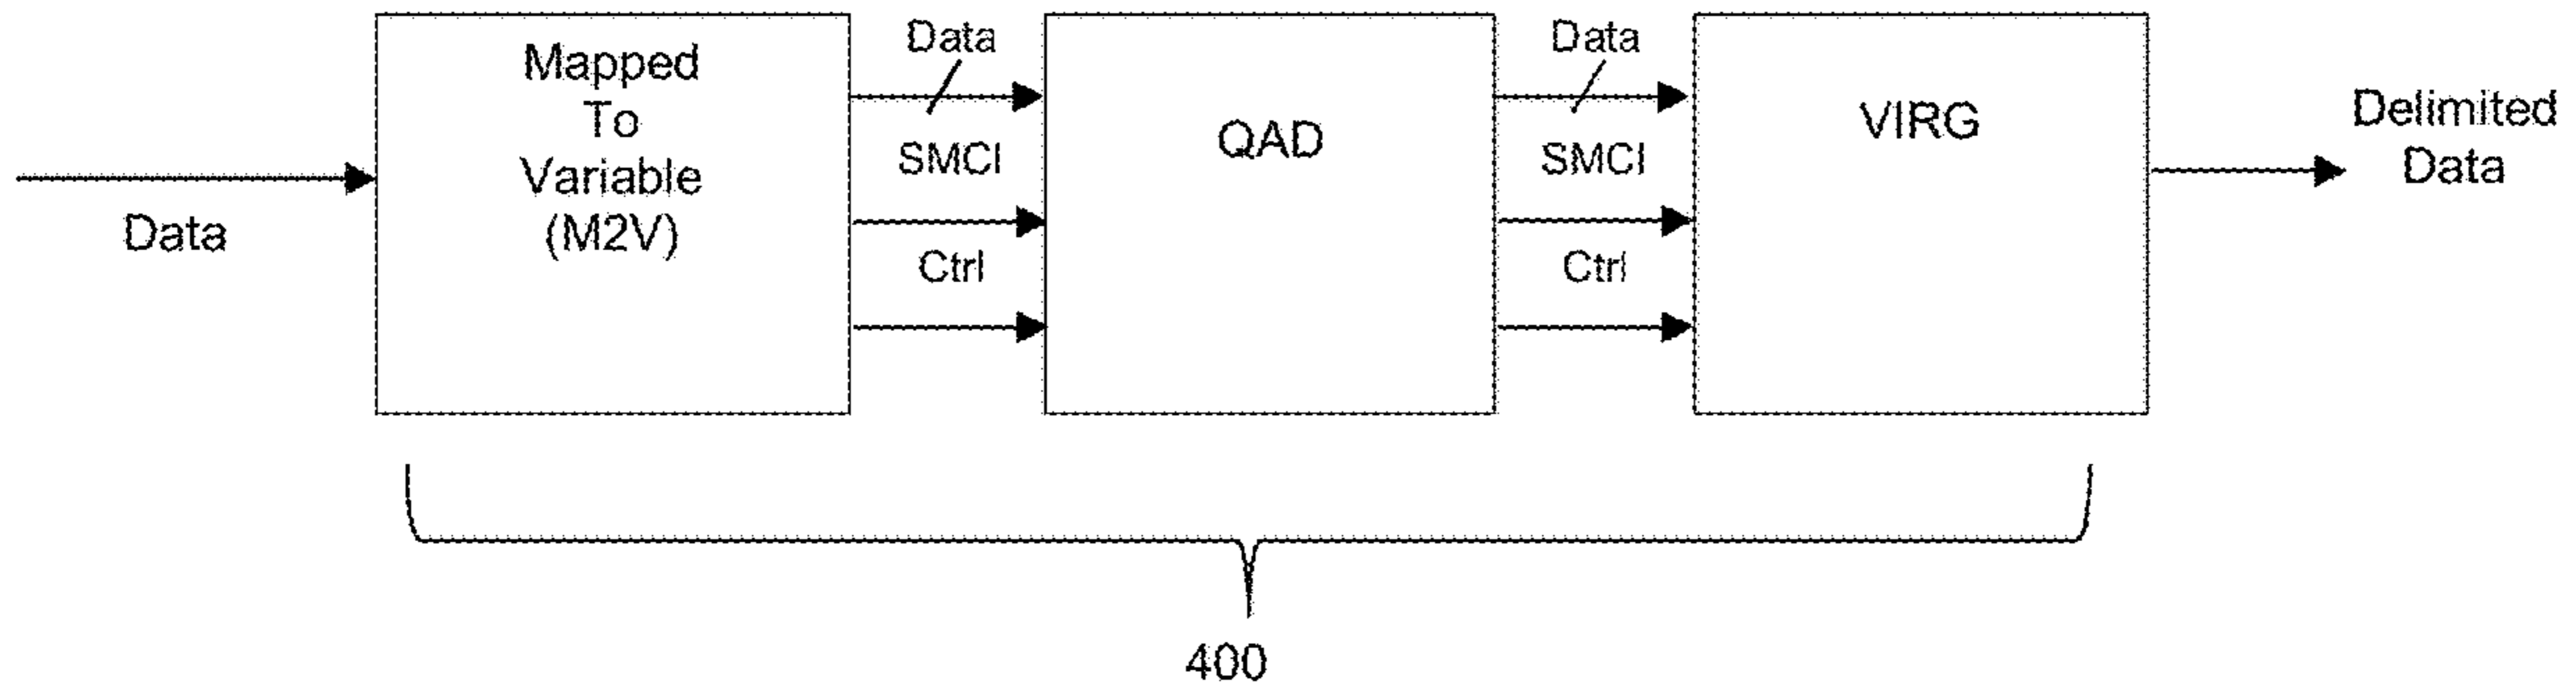 Data
Mapped
To
Variable
(M2V)
Data
SMCI
Ctrl
QAD
Data
SMCI
Ctrl
VIRG
Delimited
Data
400